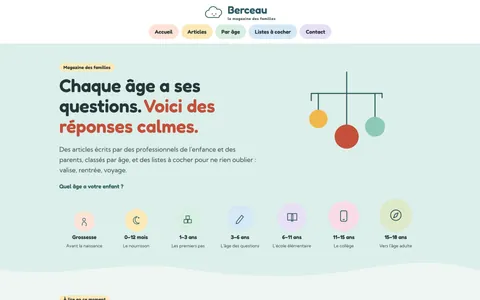 Berceau
le magazine des familles
Accueil
Articles
Par âge
Listes à cocher
Contact
Magazine des familles
Chaque âge a ses
questions. Voici des
réponses calmes.
Des articles écrits par des professionnels de l'enfance et des
parents, classés par âge, et des listes à cocher pour ne rien oublier :
valise, rentrée, voyage.
Quel âge a votre enfant ?
Grossesse
Avant la naissance
0–12 mois
Le nourrisson
1–3 ans
Les premiers pas
3–6 ans
L'âge des questions
6–11 ans
L'école élémentaire
11–15 ans
Le collège
15–18 ans
Vers l'âge adulte
À lire en ce moment